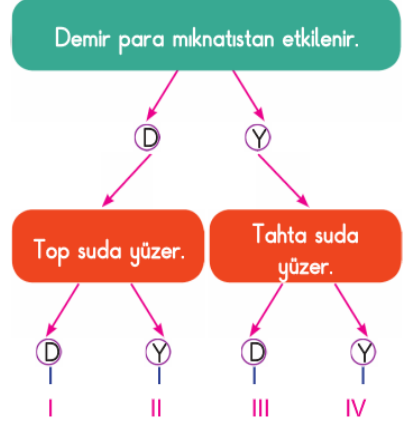 Demir para mıknatıstan etkilenir.
D Y
Top suda yüzer.
Tahta suda
yüzer.
D Y D Y
I II III IV